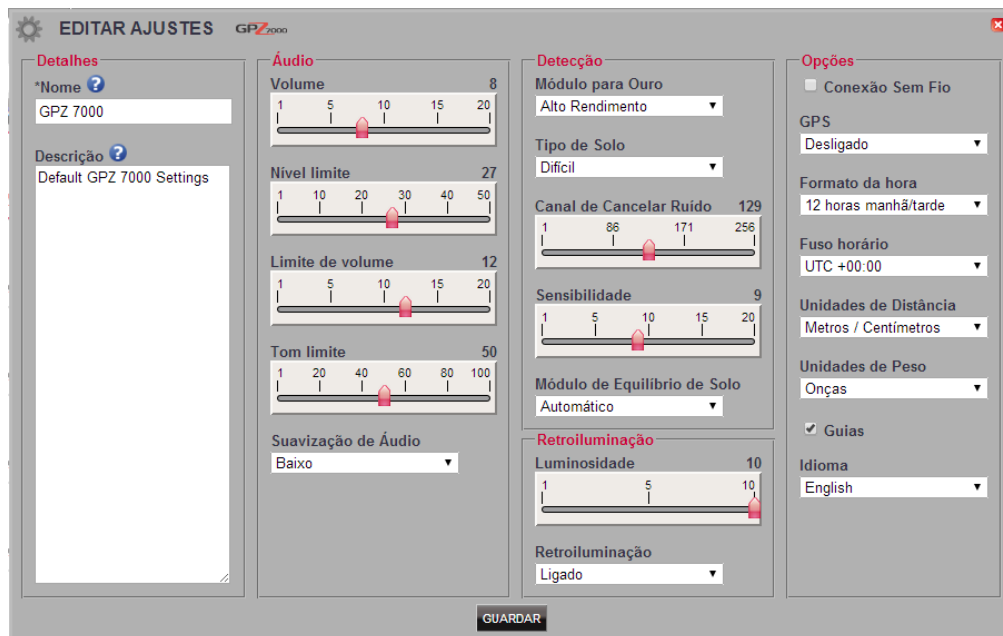 EDITAR AJUSTES GPZ7000
Detalhes
*Nome ?
GPZ 7000
Descrição ?
Default GPZ 7000 Settings
Áudio
Volume 8
1 5 10 15 20
Nível limite 27
1 10 20 30 40 50
Limite de volume 12
1 5 10 15 20
Tom limite 50
1 20 40 60 80 100
Suavização de Áudio
Baixo
Detecção
Módulo para Ouro
Alto Rendimento
Tipo de Solo
Difícil
Canal de Cancelar Ruído 129
1 86 171 256
Sensibilidade 9
1 5 10 15 20
Módulo de Equilíbrio de Solo
Automático
Retroiluminação
Luminosidade 10
1 5 10
Retroiluminação
Ligado
Opções
Conexão Sem Fio
GPS
Desligado
Formato da hora
12 horas manhã/tarde
Fuso horário
UTC +00:00
Unidades de Distância
Metros / Centímetros
Unidades de Peso
Onças
Guias
Idioma
English
GUARDAR